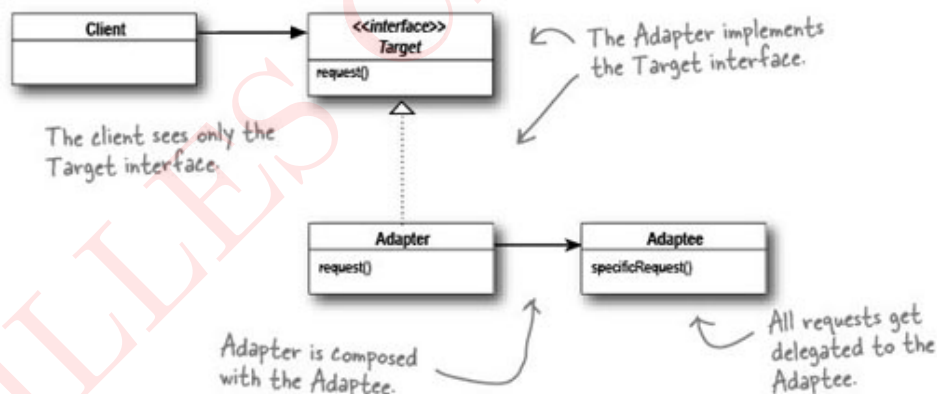 Client
<<interface>>
Target
request()
The Adapter implements
the Target interface.
The client sees only the
Target interface.
Adapter
request()
Adaptee
specificRequest()
Adapter is composed
with the Adaptee.
All requests get
delegated to the
Adaptee.